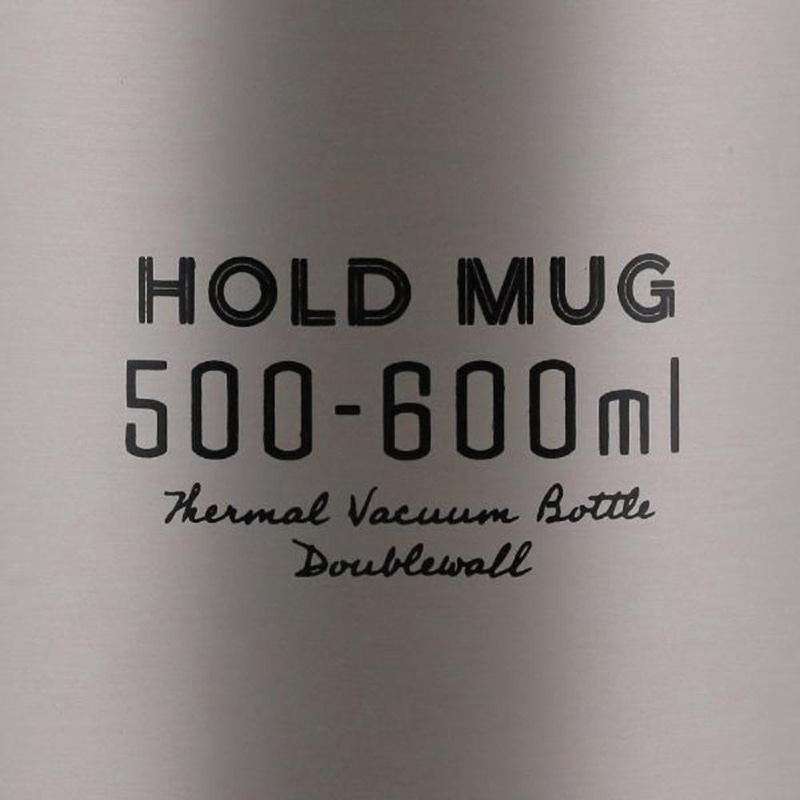 HOLD MUG
500-600ml
Thermal Vacuum Bottle
Doublewall